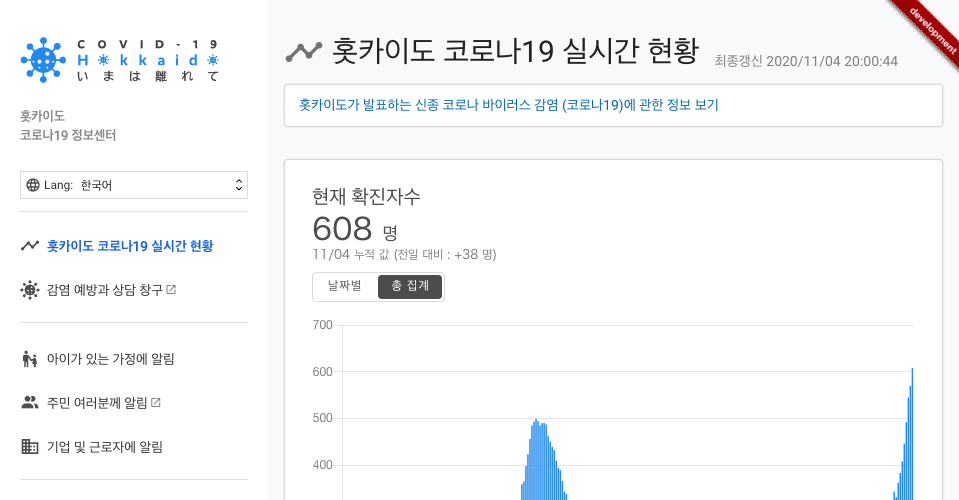 COVID-19
Hokkaido
いまは離れて
홋카이도
코로나19 정보센터
Lang: 한국어
홋카이도 코로나19 실시간 현황
감염 예방과 상담 창구
아이가 있는 가정에 알림
주민 여러분께 알림
기업 및 근로자에 알림
development
홋카이도 코로나19 실시간 현황 최종갱신 2020/11/04 20:00:44
홋카이도가 발표하는 신종 코로나 바이러스 감염 (코로나19)에 관한 정보 보기
현재 확진자수
608 명
11/04 누적 값 (전일 대비 : +38 명)
날짜별 총 집계
700
600
500
400